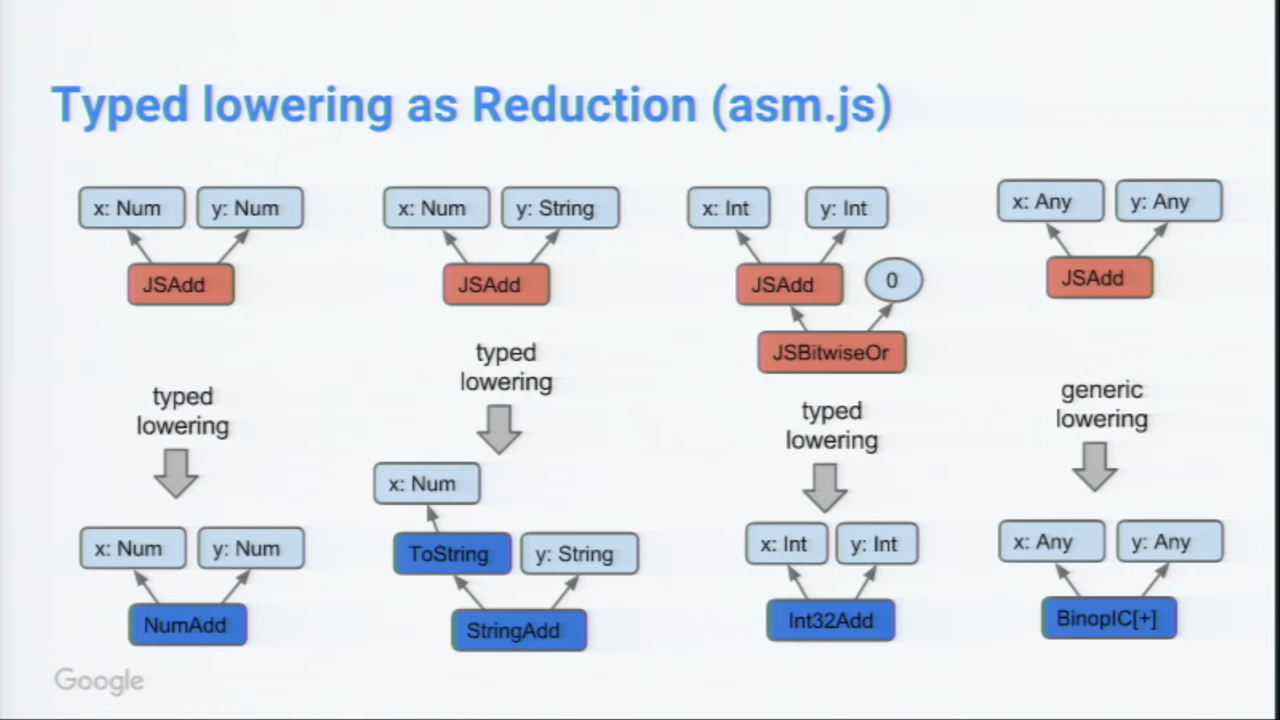 Typed lowering as Reduction (asm.js)
x: Num y: Num
JSAdd
typed
lowering
x: Num y: Num
NumAdd
x: Num y: String
JSAdd
typed
lowering
x: Num
ToString y: String
StringAdd
x: Int y: Int
JSAdd 0
JSBitwiseOr
typed
lowering
x: Int y: Int
Int32Add
x: Any y: Any
JSAdd
generic
lowering
x: Any y: Any
BinopIC[+]
Google